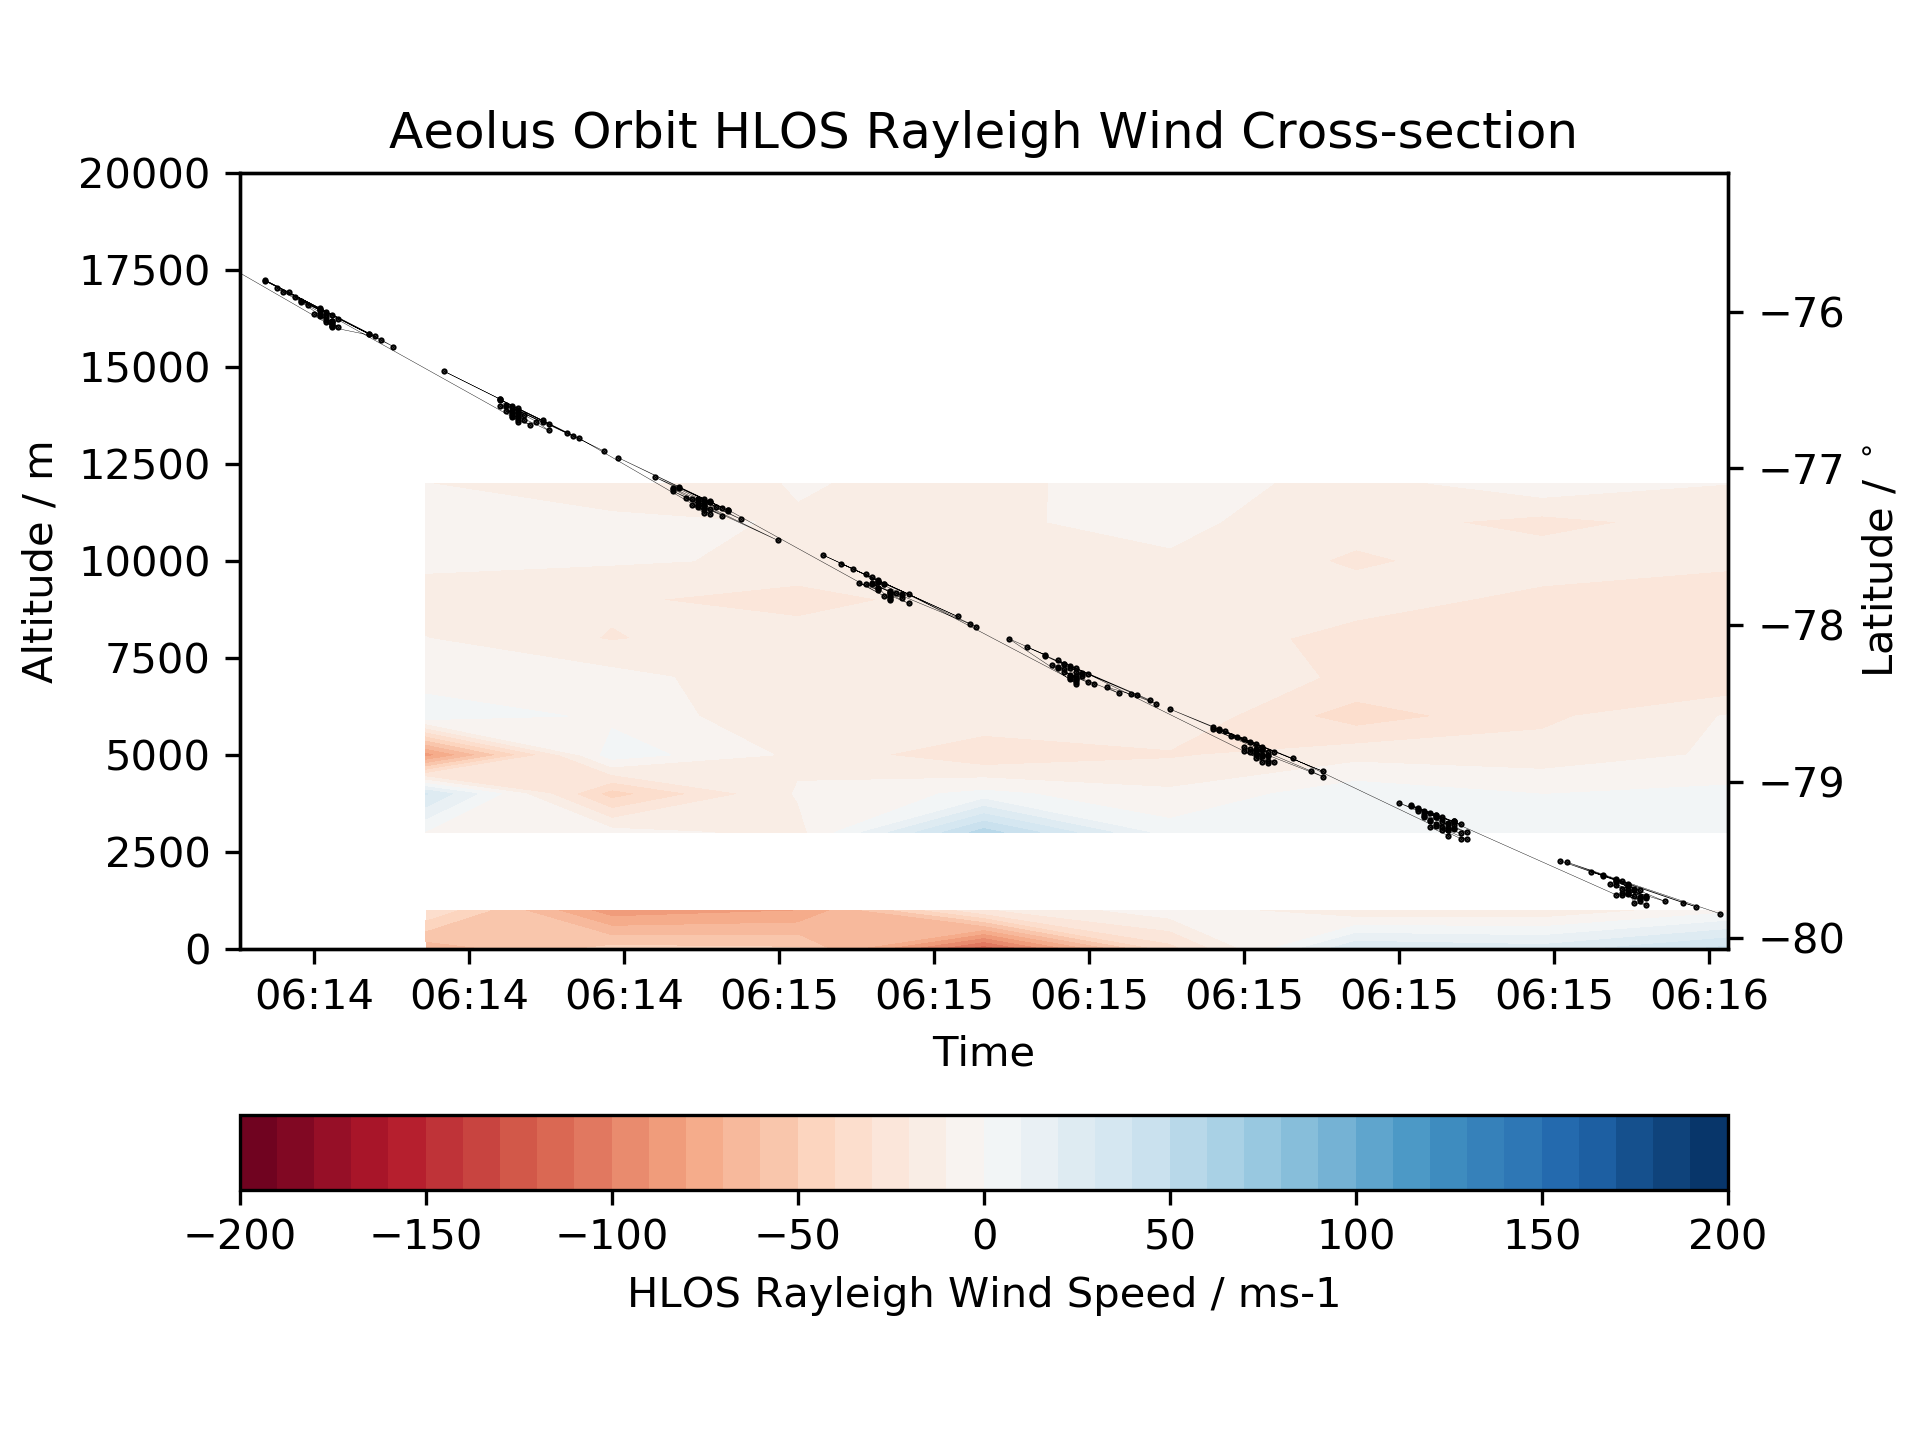 Aeolus Orbit HLOS Rayleigh Wind Cross-section
20000
17500
15000
12500
10000
7500
5000
2500
0
Altitude / m
−76
−77
−78
−79
−80
Latitude / °
06:14 06:14 06:14 06:15 06:15 06:15 06:15 06:15 06:15 06:16
Time
−200 −150 −100 −50 0 50 100 150 200
HLOS Rayleigh Wind Speed / ms-1